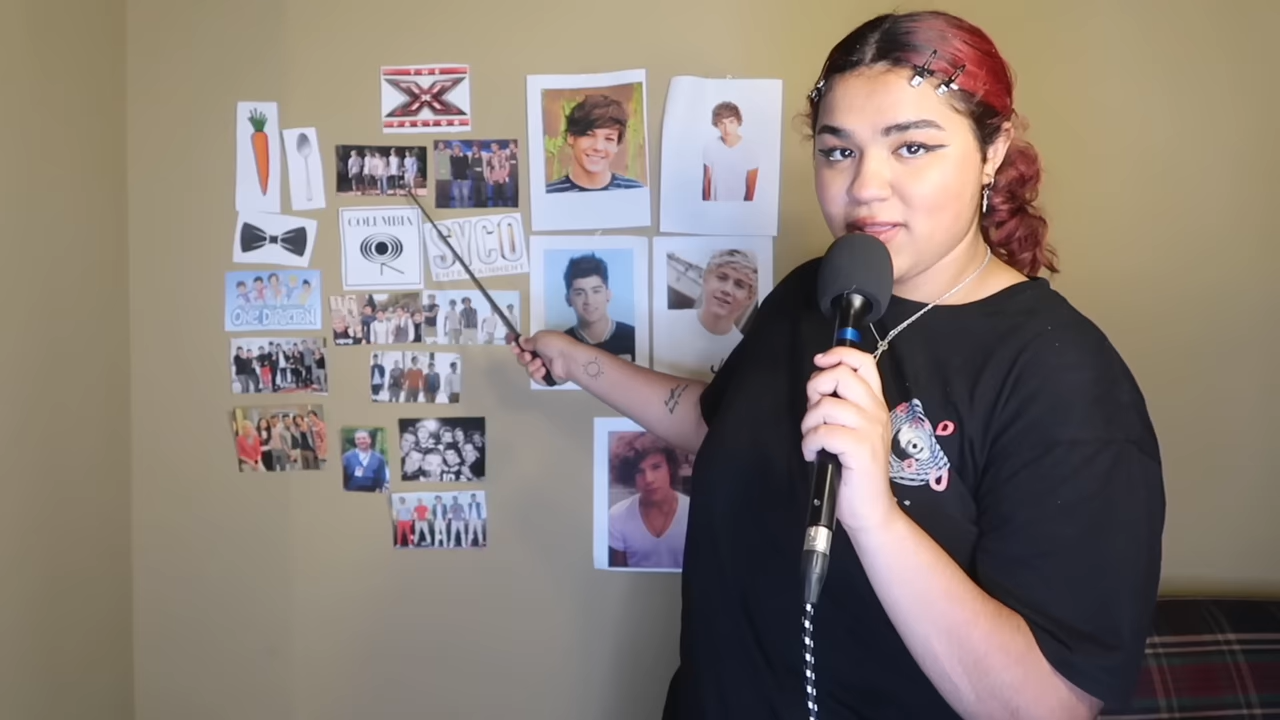 THE
X
FACTOR
COLUMBIA
SYCO
ENTERTAINMENT
ONE DIRECTION